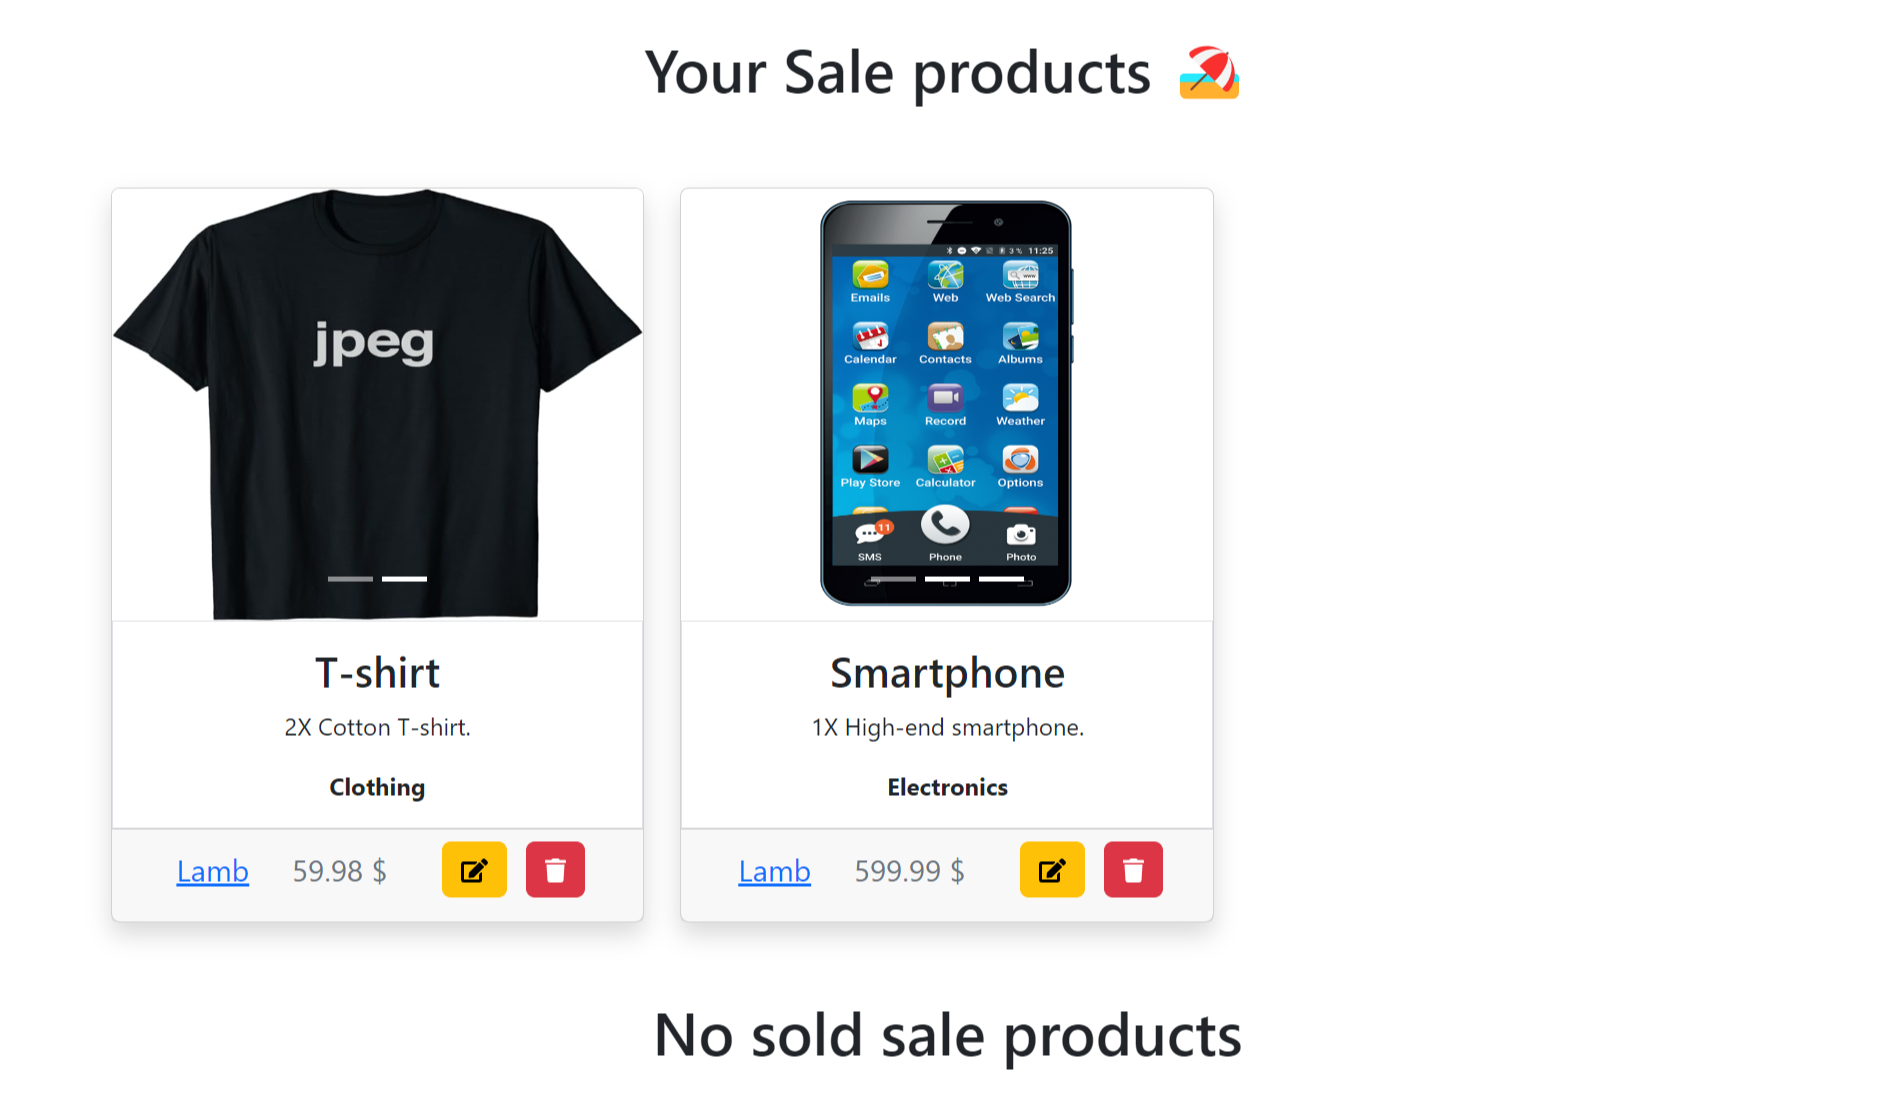 Your Sale products
jpeg
3 % 11:25
Emails Web Web Search
Calendar Contacts Albums
Maps Record Weather
Play Store Calculator Options
11
SMS Phone Photo
T-shirt
2X Cotton T-shirt.
Clothing
Lamb 59.98 $
Smartphone
1X High-end smartphone.
Electronics
Lamb 599.99 $
No sold sale products